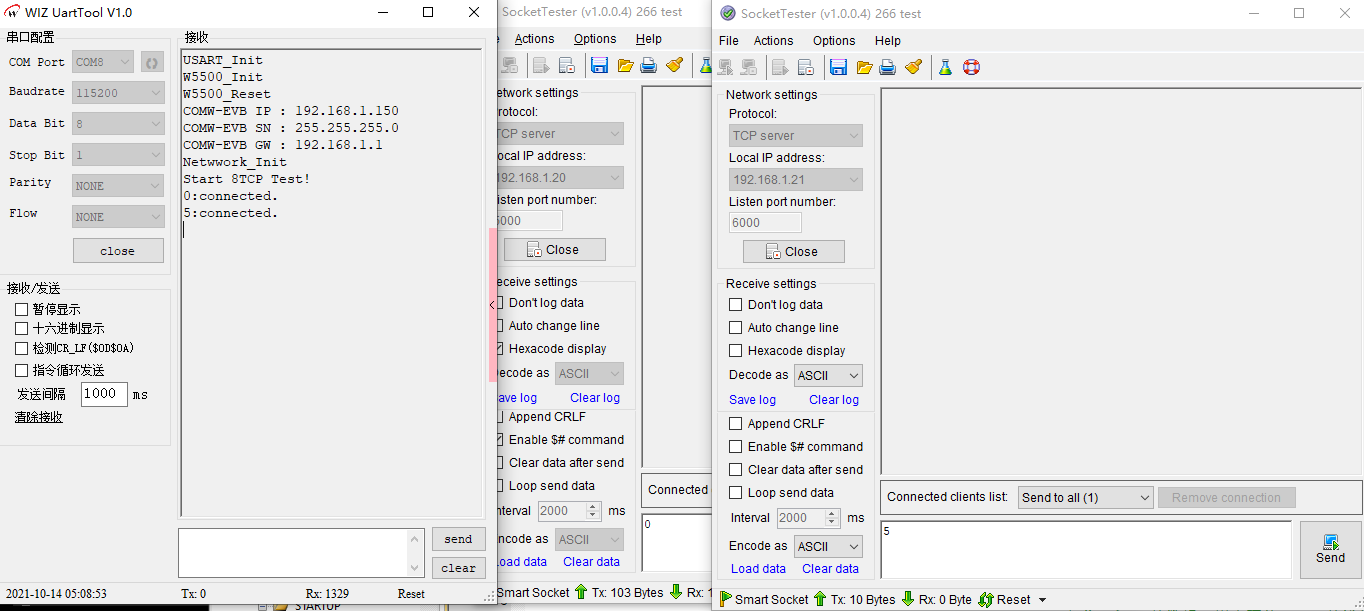 WIZ UartTool V1.0
串口配置
COM Port COM8
Baudrate 115200
Data Bit 8
Stop Bit 1
Parity NONE
Flow NONE
close
接收/发送
暂停显示
十六进制显示
检测CR_LF($0D$0A)
指令循环发送
发送间隔 1000 ms
清除接收
接收
USART_Init
W5500_Init
W5500_Reset
COMW-EVB IP : 192.168.1.150
COMW-EVB SN : 255.255.255.0
COMW-EVB GW : 192.168.1.1
Netwwork_Init
Start 8TCP Test!
0:connected.
5:connected.
send
clear
2021-10-14 05:08:53 Tx: 0 Rx: 1329 Reset
STARTUP
SocketTester (v1.0.0.4) 266 test
Actions Options Help
etwork settings
rotocol:
TCP server
ocal IP address:
192.168.1.20
isten port number:
5000
Close
eceive settings
Don't log data
Auto change line
Hexacode display
ecode as ASCII
ave log Clear log
Append CRLF
Enable $# command
Clear data after send
Loop send data
nterval 2000 ms
ncode as ASCII
oad data Clear data
Connected
0
Smart Socket Tx: 103 Bytes Rx: 1
SocketTester (v1.0.0.4) 266 test
File Actions Options Help
Network settings
Protocol:
TCP server
Local IP address:
192.168.1.21
Listen port number:
6000
Close
Receive settings
Don't log data
Auto change line
Hexacode display
Decode as ASCII
Save log Clear log
Append CRLF
Enable $# command
Clear data after send
Loop send data
Interval 2000 ms
Encode as ASCII
Load data Clear data
Connected clients list: Send to all (1) Remove connection
5
Send
Smart Socket Tx: 10 Bytes Rx: 0 Byte Reset